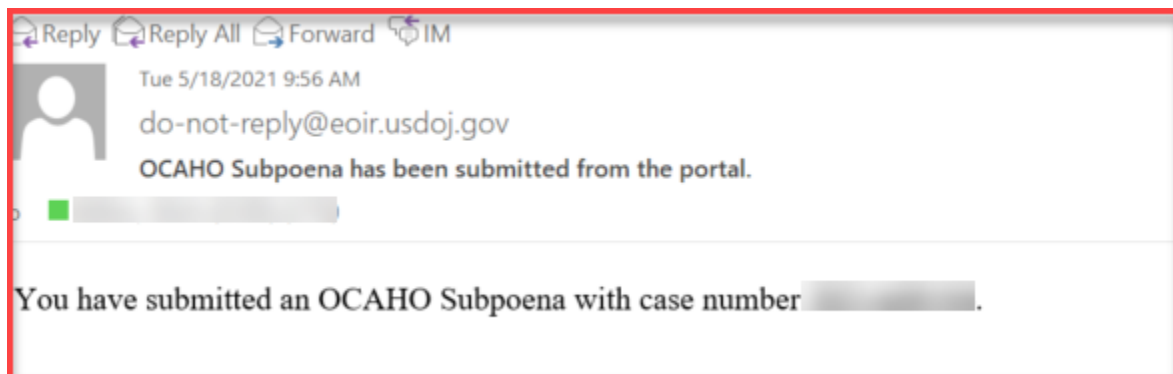 Reply Reply All Forward IM
Tue 5/18/2021 9:56 AM
do-not-reply@eoir.usdoj.gov
OCAHO Subpoena has been submitted from the portal.
You have submitted an OCAHO Subpoena with case number .